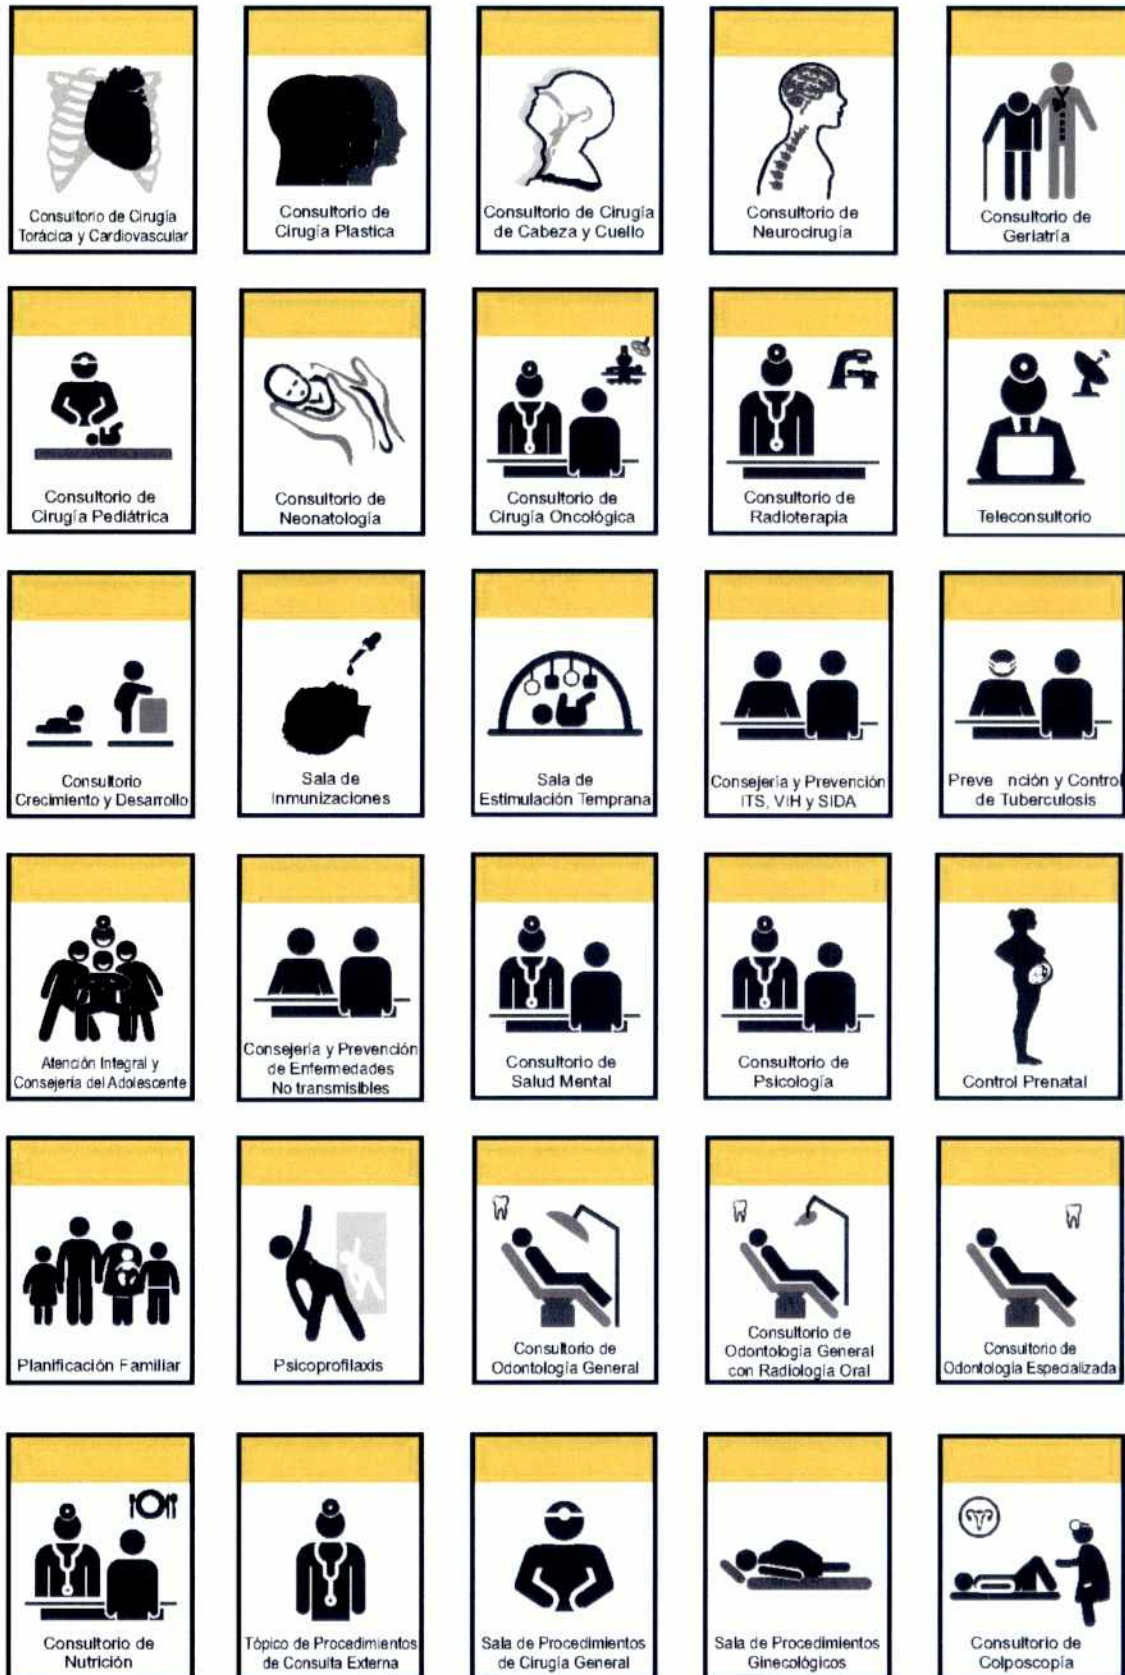 Consultorio de Cirugía
Torácica y Cardiovascular
Consultorio de
Cirugía Plastica
Consultorio de Cirugía
de Cabeza y Cuello
Consultorio de
Neurocirugía
Consultorio de
Geriatría
Consultorio de
Cirugía Pediátrica
Consultorio de
Neonatología
Consultorio de
Cirugía Oncológica
Consultorio de
Radioterapia
Teleconsultorio
Consultorio
Crecimiento y Desarrollo
Sala de
Inmunizaciones
Sala de
Estimulación Temprana
Consejería y Prevención
ITS, VIH y SIDA
Preve nción y Control
de Tuberculosis
Atención Integral y
Consejería del Adolescente
Consejería y Prevención
de Enfermedades
No transmisibles
Consultorio de
Salud Mental
Consultorio de
Psicología
Control Prenatal
Planificación Familiar
Psicoprofilaxis
Consultorio de
Odontología General
Consultorio de
Odontología General
con Radiología Oral
Consultorio de
Odontología Especializada
Consultorio de
Nutrición
Tópico de Procedimientos
de Consulta Externa
Sala de Procedimientos
de Cirugía General
Sala de Procedimientos
Ginecológicos
Consultorio de
Colposcopía